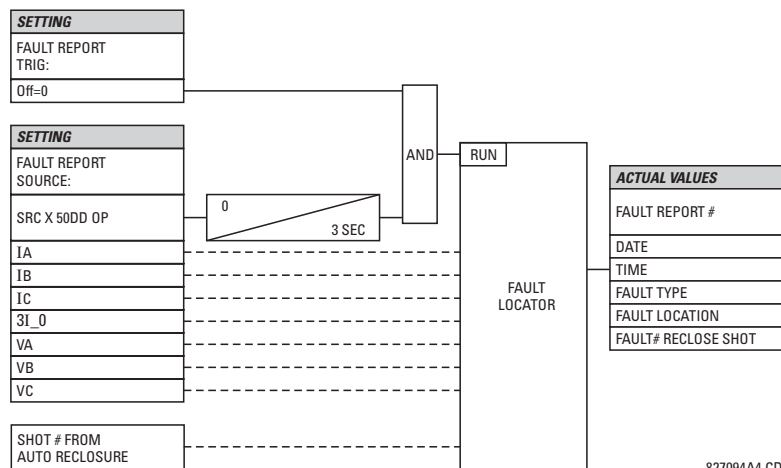 SETTING
FAULT REPORT
TRIG:
Off=0
SETTING
FAULT REPORT
SOURCE:
SRC X 50DD OP
IA
IB
IC
3I_0
VA
VB
VC
SHOT # FROM
AUTO RECLOSURE
0
3 SEC
AND
RUN
FAULT
LOCATOR
ACTUAL VALUES
FAULT REPORT #
DATE
TIME
FAULT TYPE
FAULT LOCATION
FAULT# RECLOSE SHOT